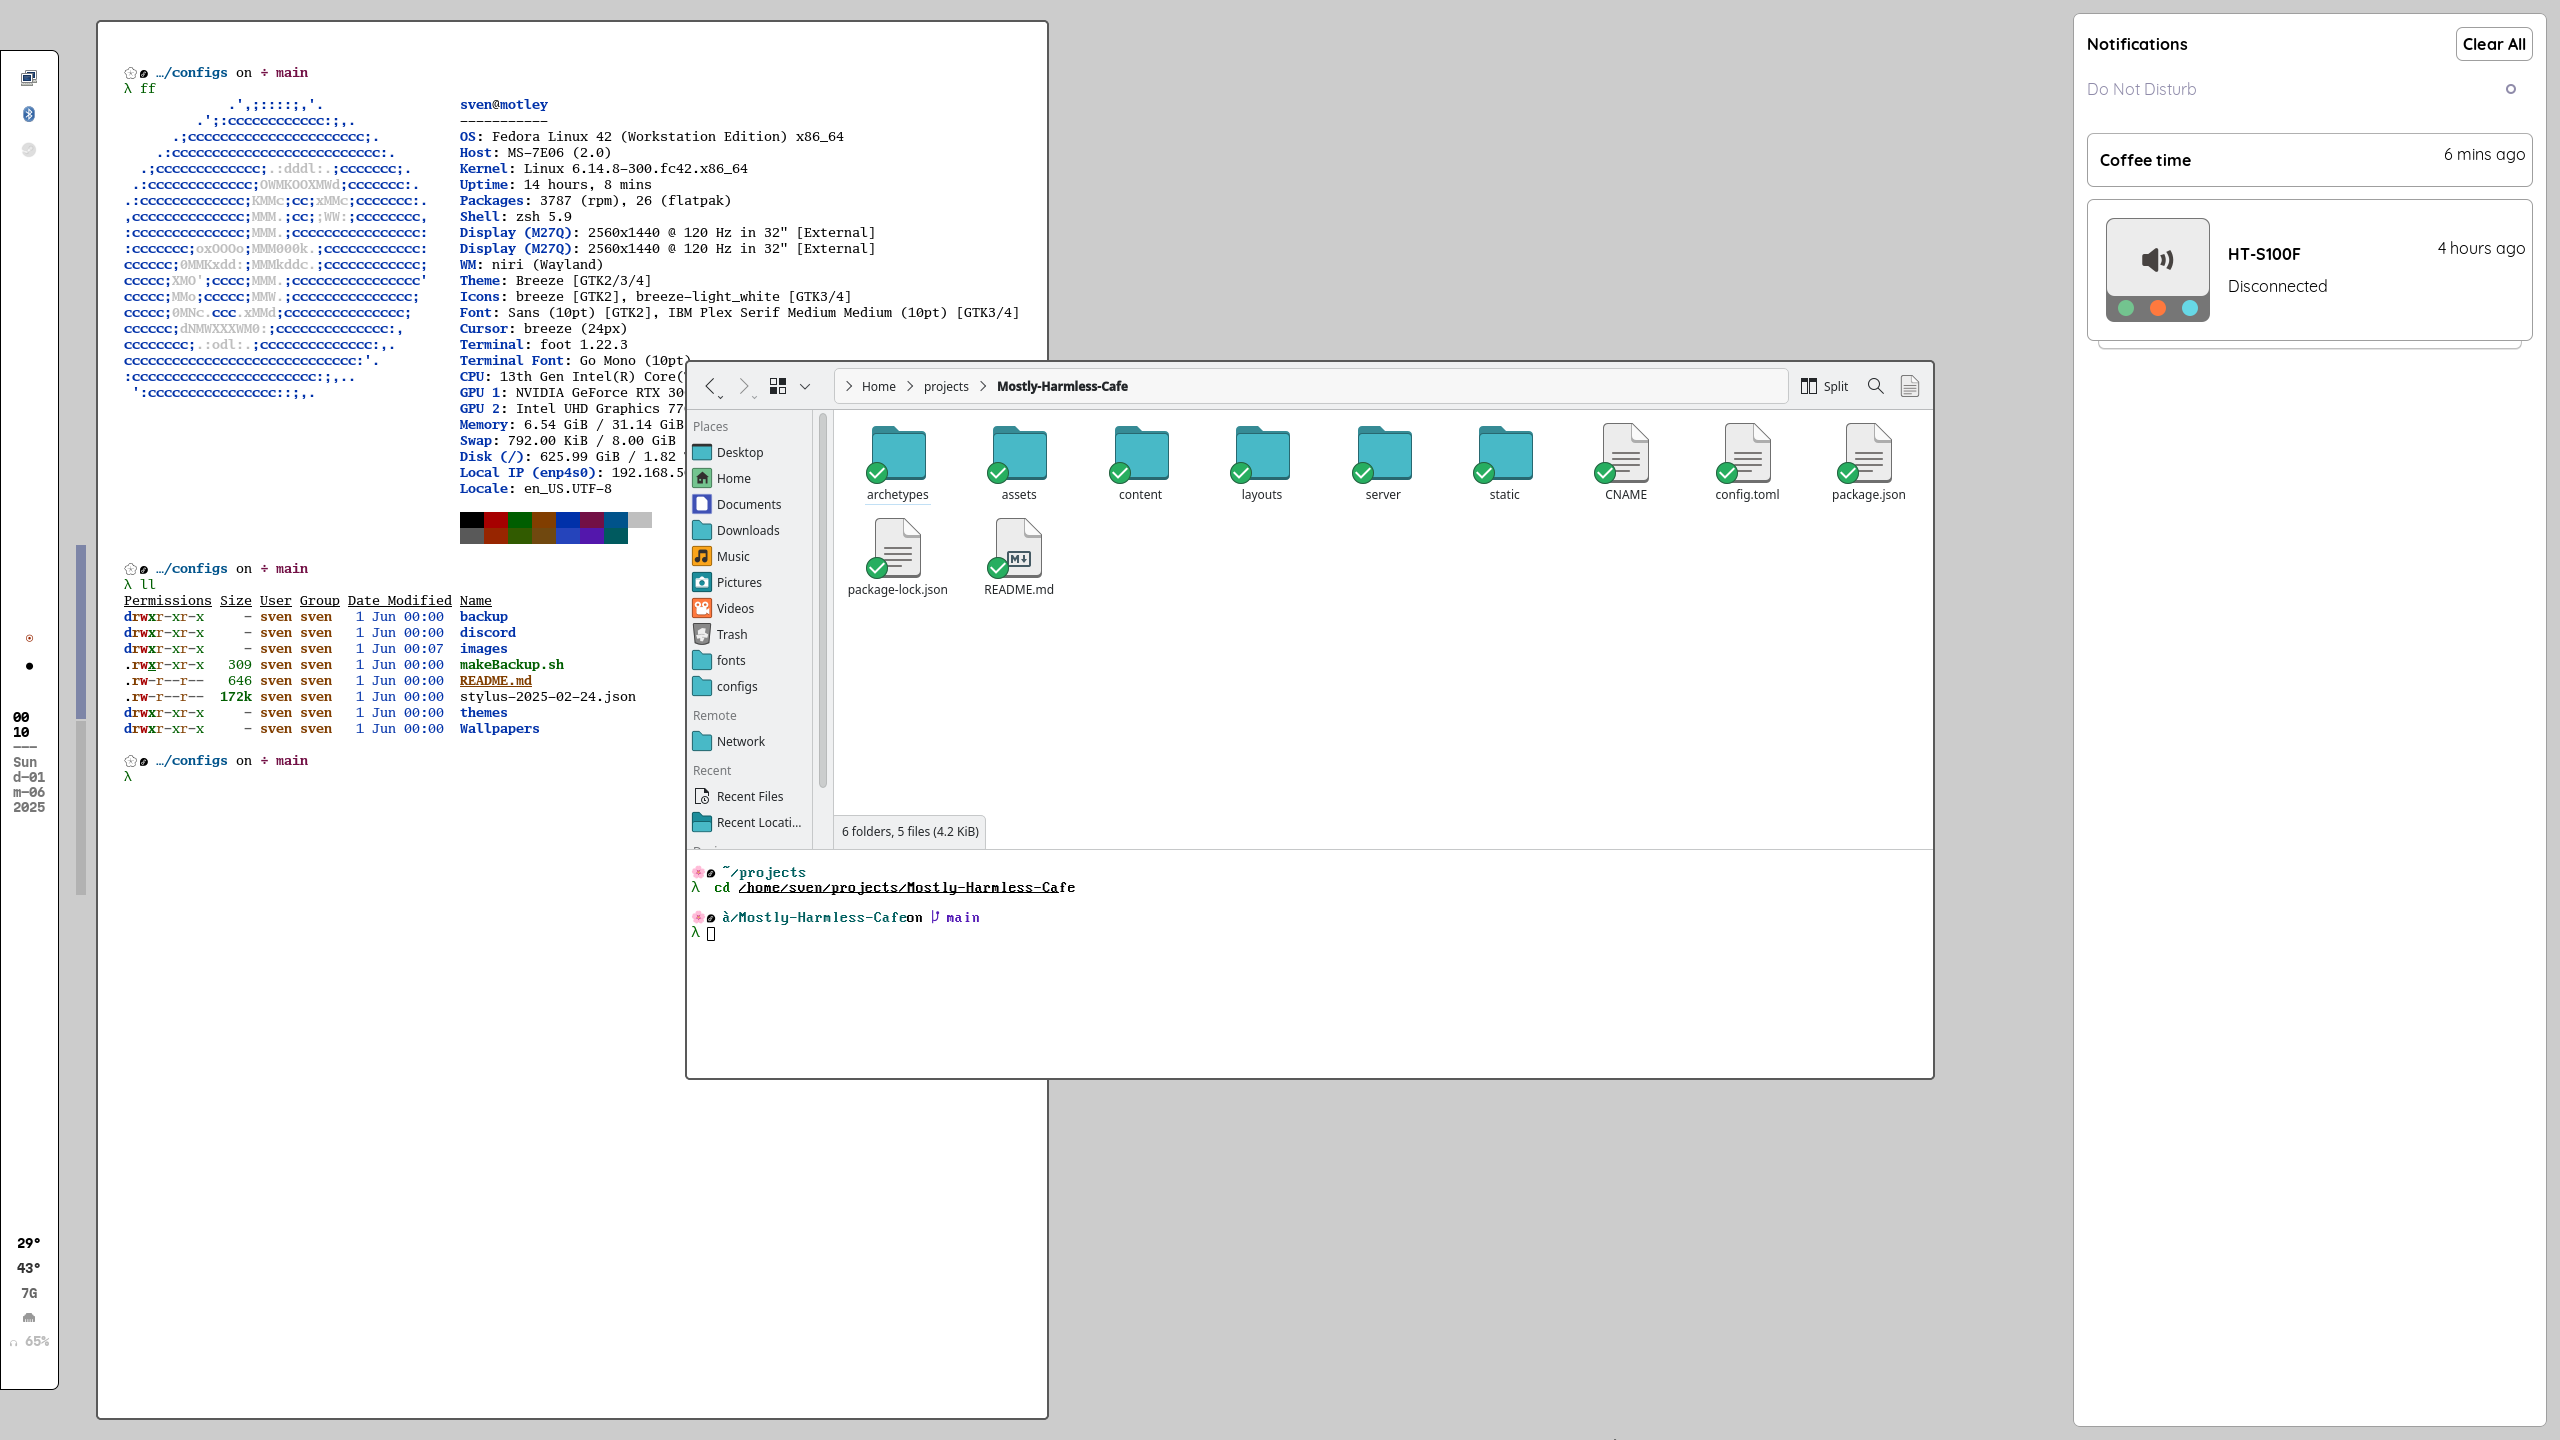 …/configs on ÷ main
λ ff
sven@motley
-----------
OS: Fedora Linux 42 (Workstation Edition) x86_64
Host: MS-7E06 (2.0)
Kernel: Linux 6.14.8-300.fc42.x86_64
Uptime: 14 hours, 8 mins
Packages: 3787 (rpm), 26 (flatpak)
Shell: zsh 5.9
Display (M27Q): 2560x1440 @ 120 Hz in 32" [External]
Display (M27Q): 2560x1440 @ 120 Hz in 32" [External]
WM: niri (Wayland)
Theme: Breeze [GTK2/3/4]
Icons: breeze [GTK2], breeze-light_white [GTK3/4]
Font: Sans (10pt) [GTK2], IBM Plex Serif Medium Medium (10pt) [GTK3/4]
Cursor: breeze (24px)
Terminal: foot 1.22.3
Terminal Font: Go Mono (10pt)
CPU: 13th Gen Intel(R) Core(
GPU 1: NVIDIA GeForce RTX 30
GPU 2: Intel UHD Graphics 77
Memory: 6.54 GiB / 31.14 GiB
Swap: 792.00 KiB / 8.00 GiB
Disk (/): 625.99 GiB / 1.82
Local IP (enp4s0): 192.168.5
Locale: en_US.UTF-8
…/configs on ÷ main
λ ll
Permissions Size User Group Date Modified Name
drwxr-xr-x - sven sven 1 Jun 00:00 backup
drwxr-xr-x - sven sven 1 Jun 00:00 discord
drwxr-xr-x - sven sven 1 Jun 00:07 images
.rwxr-xr-x 309 sven sven 1 Jun 00:00 makeBackup.sh
.rw-r--r-- 646 sven sven 1 Jun 00:00 README.md
.rw-r--r-- 172k sven sven 1 Jun 00:00 stylus-2025-02-24.json
drwxr-xr-x - sven sven 1 Jun 00:00 themes
drwxr-xr-x - sven sven 1 Jun 00:00 Wallpapers
…/configs on ÷ main
λ
00
10
---
Sun
d-01
m-06
2025
29°
43°
7G
65%
Home
projects
Mostly-Harmless-Cafe
Split
Places
Desktop
Home
Documents
Downloads
Music
Pictures
Videos
Trash
fonts
configs
Remote
Network
Recent
Recent Files
Recent Locati...
archetypes
assets
content
layouts
server
static
CNAME
config.toml
package.json
package-lock.json
README.md
6 folders, 5 files (4.2 KiB)
~/projects
λ cd /home/sven/projects/Mostly-Harmless-Cafe
à/Mostly-Harmless-Cafeon main
λ
Notifications
Clear All
Do Not Disturb
Coffee time
6 mins ago
HT-S100F
4 hours ago
Disconnected